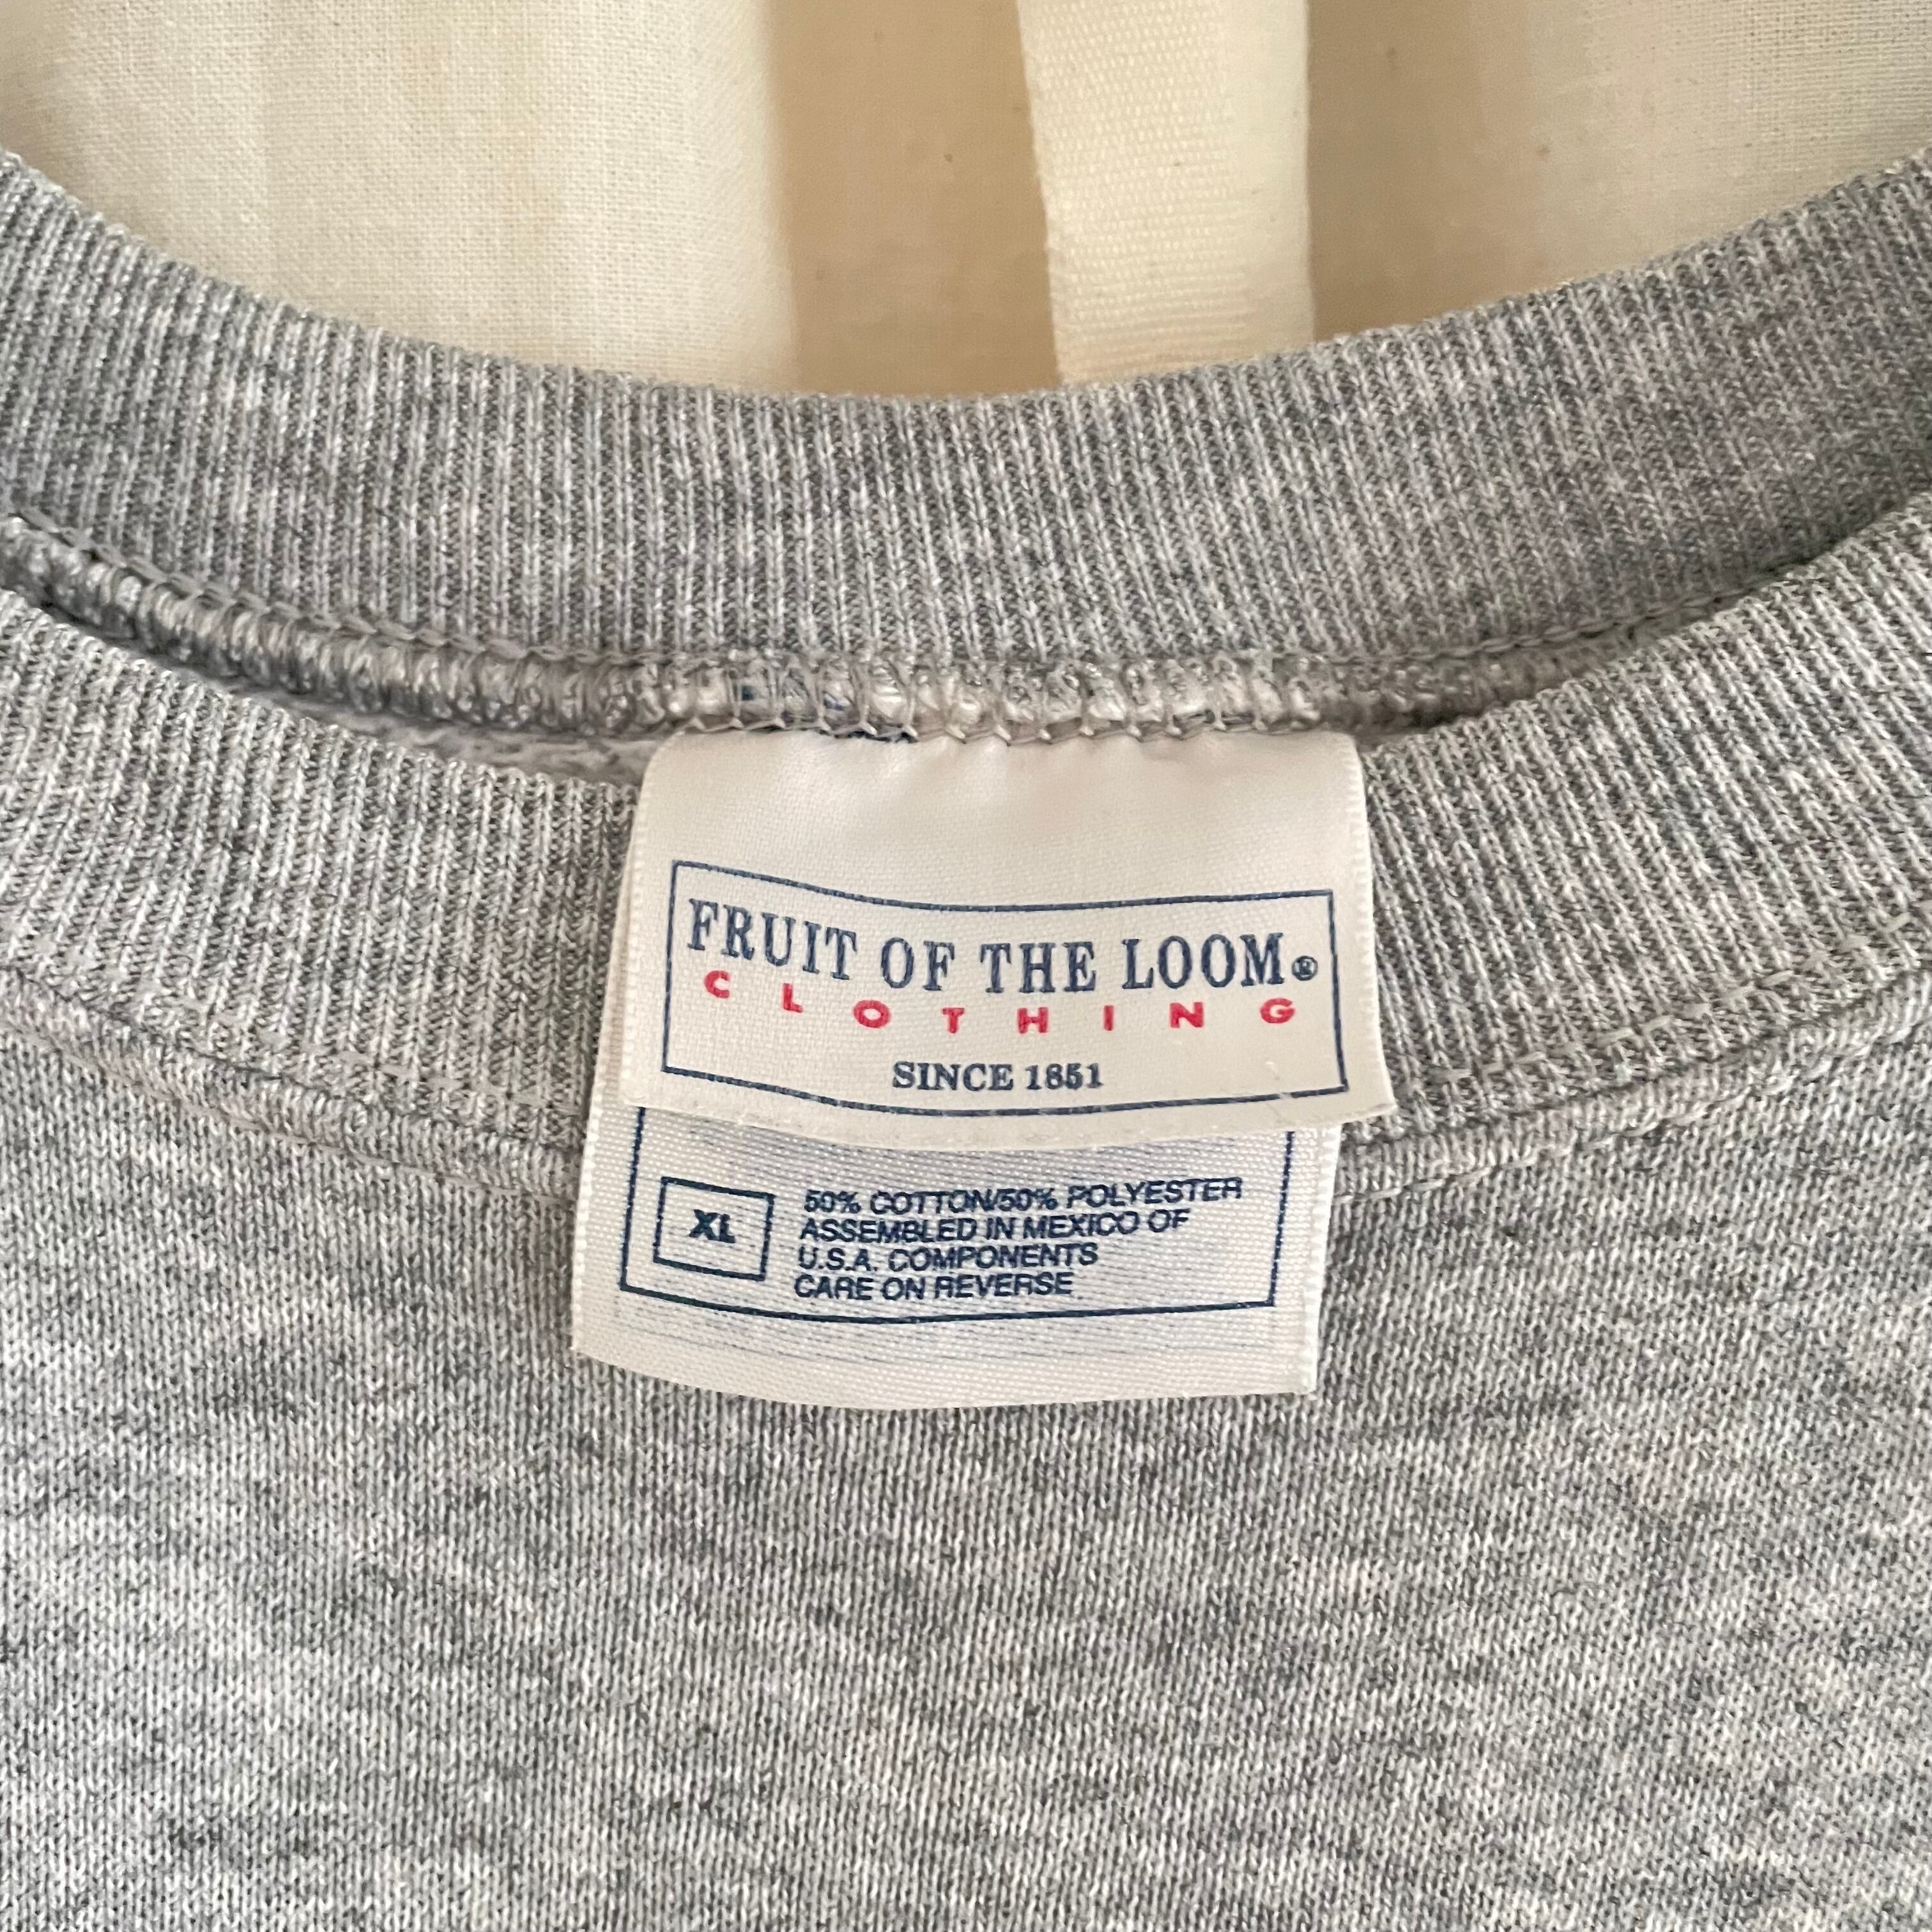 FRUIT OF THE LOOM®
CLOTHING
SINCE 1851
XL
50% COTTON/50% POLYESTER
ASSEMBLED IN MEXICO OF
U.S.A. COMPONENTS
CARE ON REVERSE